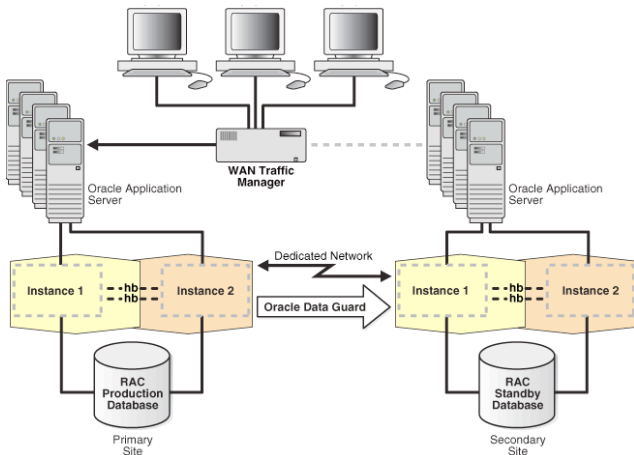 WAN Traffic
Manager
Oracle Application
Server
Oracle Application
Server
Dedicated Network
Instance 1
hb
hb
Instance 2
Oracle Data Guard
Instance 1
hb
hb
Instance 2
RAC
Production
Database
RAC
Standby
Database
Primary
Site
Secondary
Site